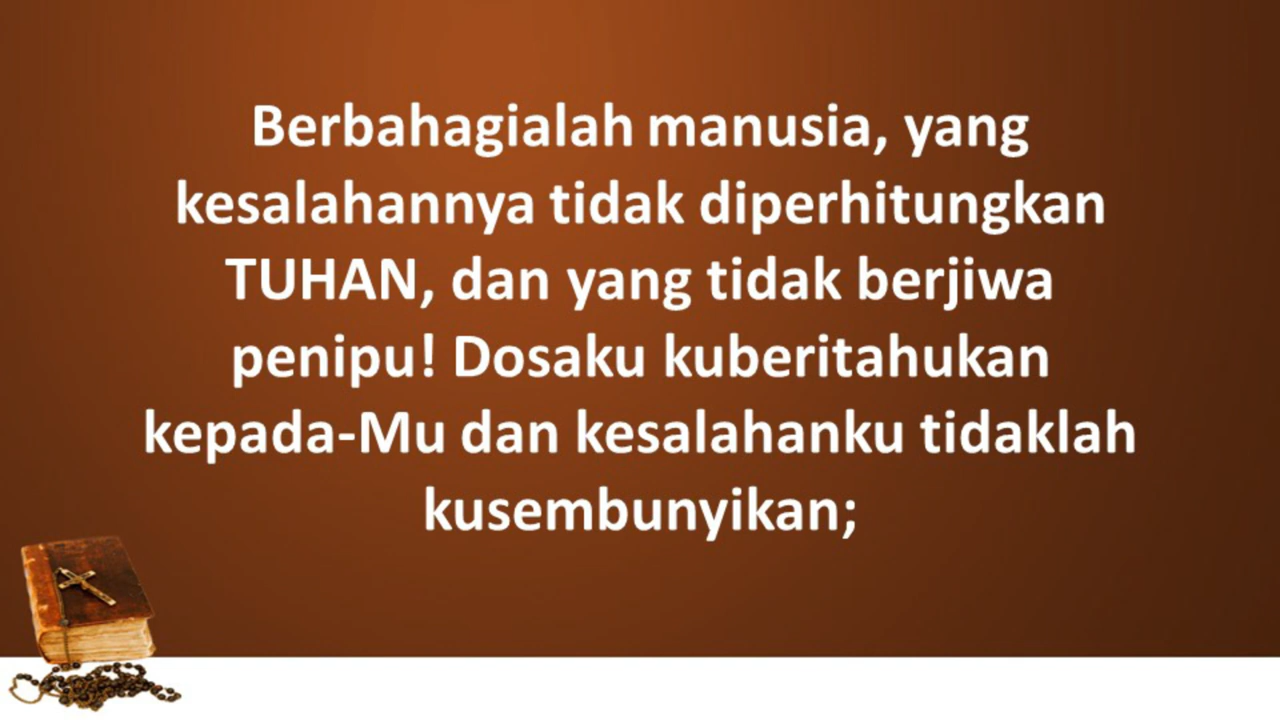 Berbahagialah manusia, yang
kesalahannya tidak diperhitungkan
TUHAN, dan yang tidak berjiwa
penipu! Dosaku kuberitahukan
kepada-Mu dan kesalahanku tidaklah
kusembunyikan;